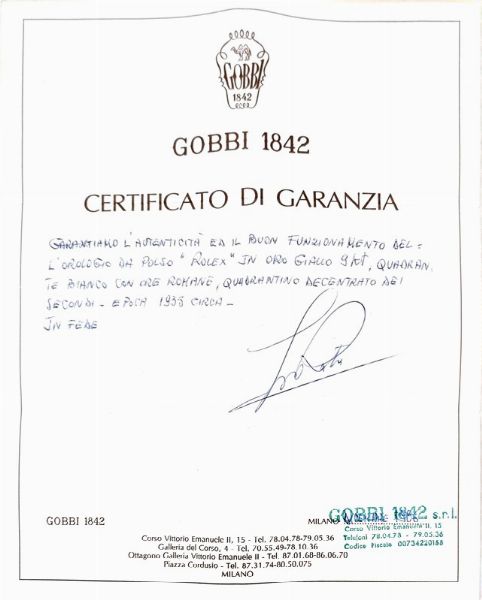 GOBBI
1842
GOBBI 1842
CERTIFICATO DI GARANZIA
GARANTIAMO L'AUTENTICITÀ ED IL BUON FUNZIONAMENTO DEL=
L'OROLOGIO DA POLSO "ROLEX" IN ORO GIALLO 9KT, QUADRAN.
TE BIANCO CON ORE ROMANE, QUADRANTINO DECENTRATO DEI
SECONDI - EPOCA 1938 CIRCA -
IN FEDE
GOBBI 1842
MILANO
GOBBI 1842 s.r.l.
Corso Vittorio Emanuele II, 15
Telefoni 78.04.78 - 79.05.36
Codice Fiscale 00734220158
Corso Vittorio Emanuele II, 15 - Tel. 78.04.78-79.05.36
Galleria del Corso, 4 - Tel. 70.55.49-78.10.36
Ottagono Galleria Vittorio Emanuele II - Tel. 87.01.68-86.06.70
Piazza Cordusio - Tel. 87.31.74-80.50.075
MILANO